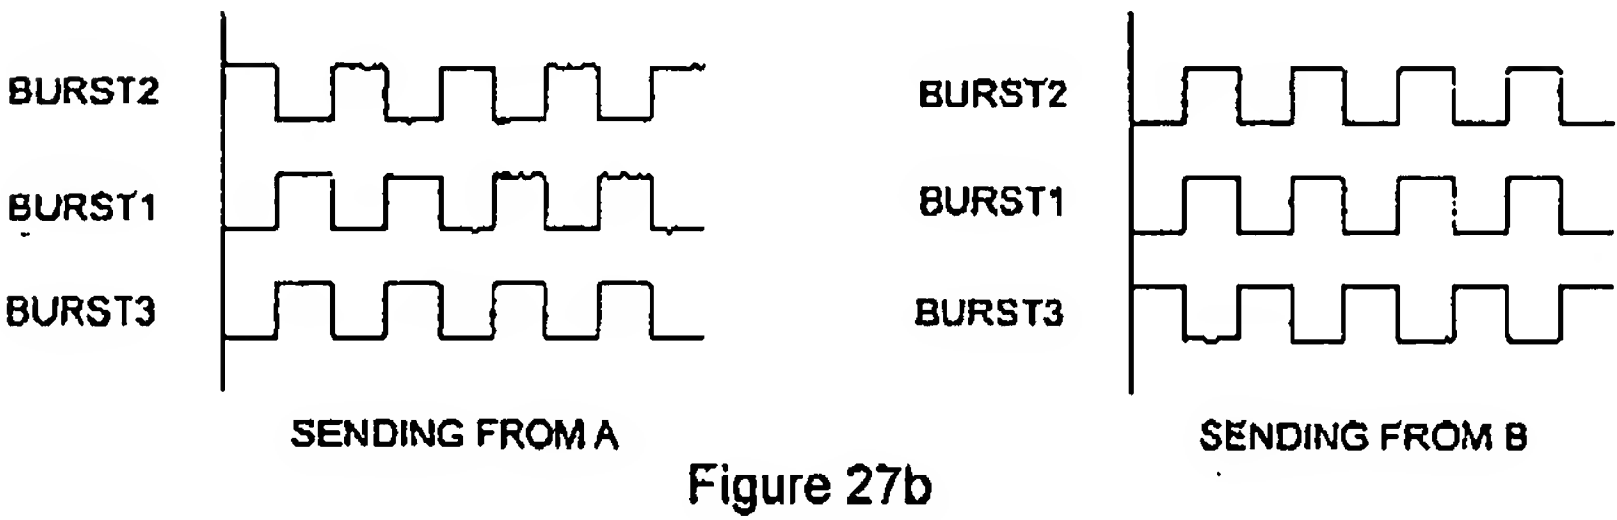 BURST2
BURST1
BURST3
SENDING FROM A
BURST2
BURST1
BURST3
SENDING FROM B
Figure 27b